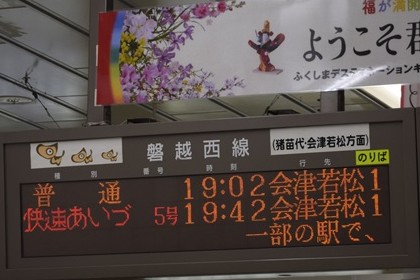 福が満開
ようこそ
ふくしまデスティネーションキ
磐越西線
(猪苗代・会津若松方面)
種別 番号 時刻 行先 のりば
普通 19:02 会津若松 1
快速あいづ 5号 19:42 会津若松 1
一部の駅で、